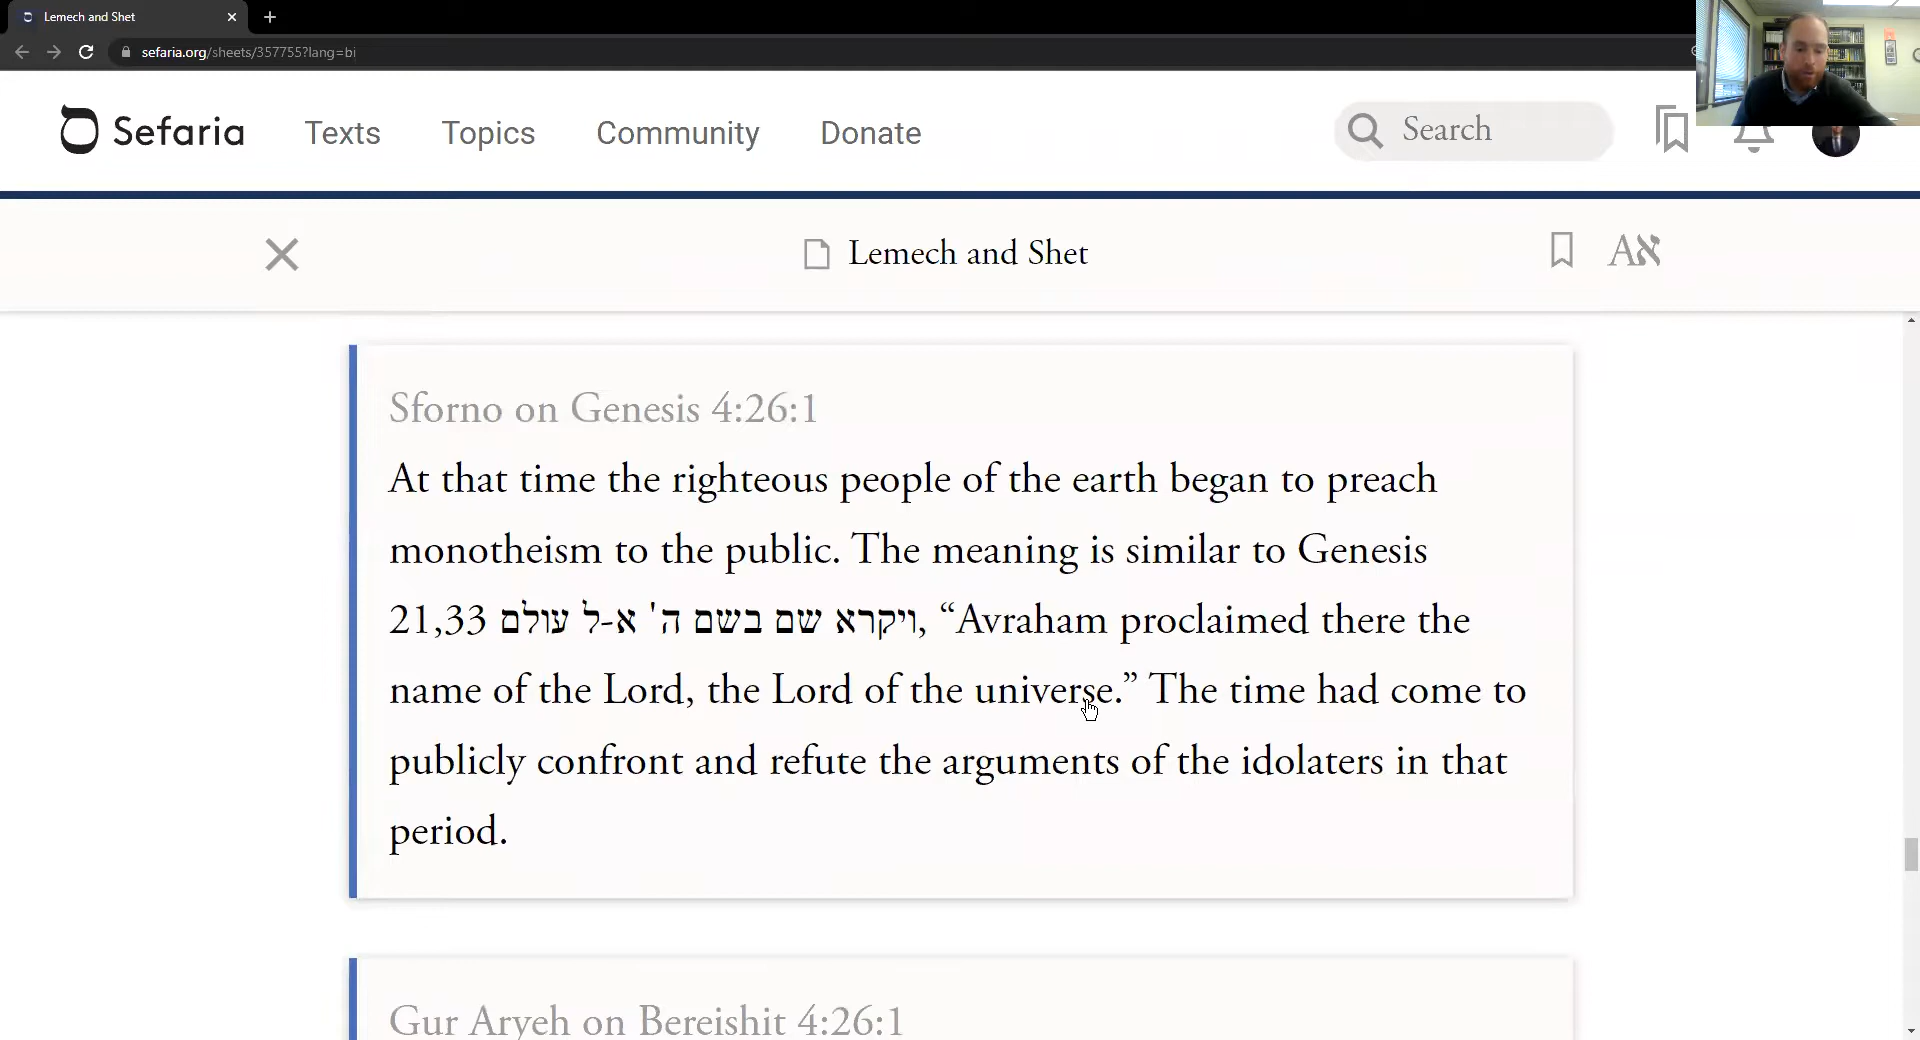 Lemech and Shet
sefaria.org/sheets/357755?lang=bi
Sefaria
Texts
Topics
Community
Donate
Search
Lemech and Shet
Aא
Sforno on Genesis 4:26:1
At that time the righteous people of the earth began to preach
monotheism to the public. The meaning is similar to Genesis
21,33 ויקרא שם בשם ה' א-ל עולם, “Avraham proclaimed there the
name of the Lord, the Lord of the universe.” The time had come to
publicly confront and refute the arguments of the idolaters in that
period.
Gur Aryeh on Bereishit 4:26:1